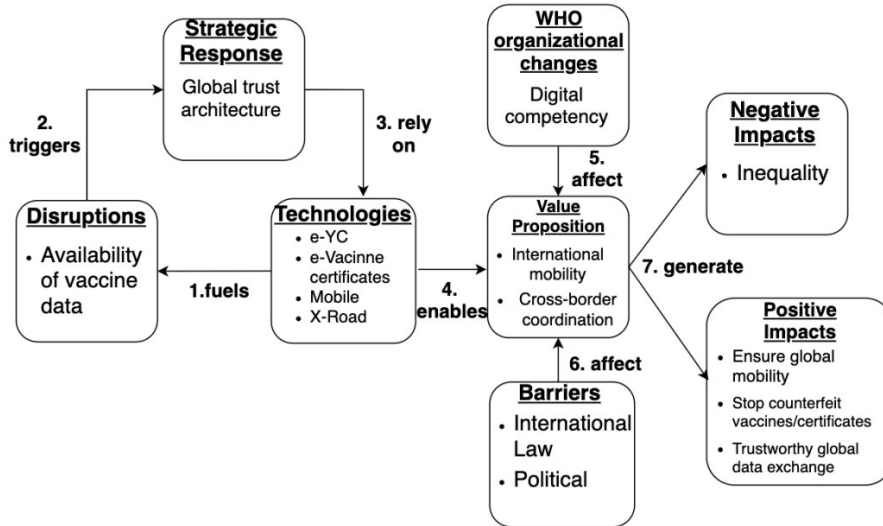 Strategic
Response
Global trust
architecture
WHO
organizational
changes
Digital
competency
2.
triggers
3. rely
on
5.
affect
Negative
Impacts
• Inequality
Disruptions
• Availability
of vaccine
data
1.fuels
Technologies
• e-YC
• e-Vacinne
certificates
• Mobile
• X-Road
4.
enables
Value
Proposition
• International
mobility
• Cross-border
coordination
7. generate
6. affect
Barriers
• International
Law
• Political
Positive
Impacts
• Ensure global
mobility
• Stop counterfeit
vaccines/certificates
• Trustworthy global
data exchange